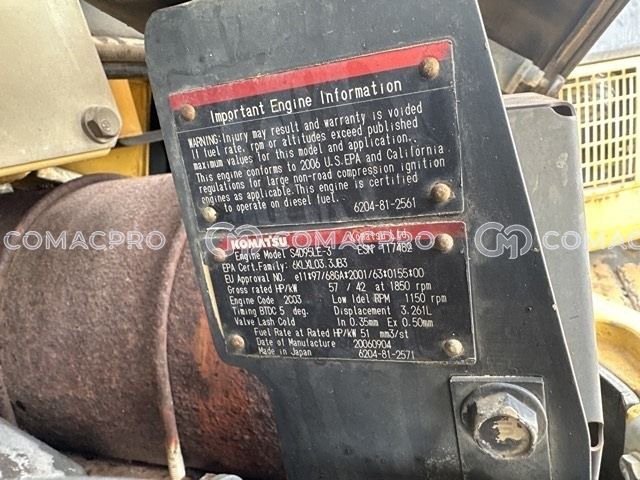 Important Engine Information
WARNING:Injury may result and warranty is voided
if fuel rate, rpm or altitudes exceed published
maximum values for this model and application.
This engine conforms to 2006 U.S.EPA and California
regulations for large non-road compression ignition
engines as applicable.This engine is certified
to operate on diesel fuel.
6204-81-2561
COMACPRO COMACPRO COMACPRO
KOMATSU Komatsu Ltd.
Engine Model S4D95LE-3 ESN 117482
EPA Cert.Family: 6KLXL03.3JB3
EU Approval NO. e11*97/68GA*2001/63*0155*00
Gross rated HP/kW 57 / 42 at 1850 rpm
Engine Code 2003 Low Idel RPM 1150 rpm
Timing BTDC 5 deg. Displacement 3.261L
Valve Lash Cold In 0.35mm Ex 0.50mm
Fuel Rate at Rated HP/kW 51 mm3/st
Date of Manufacture 20060904
Made in Japan 6204-81-2571